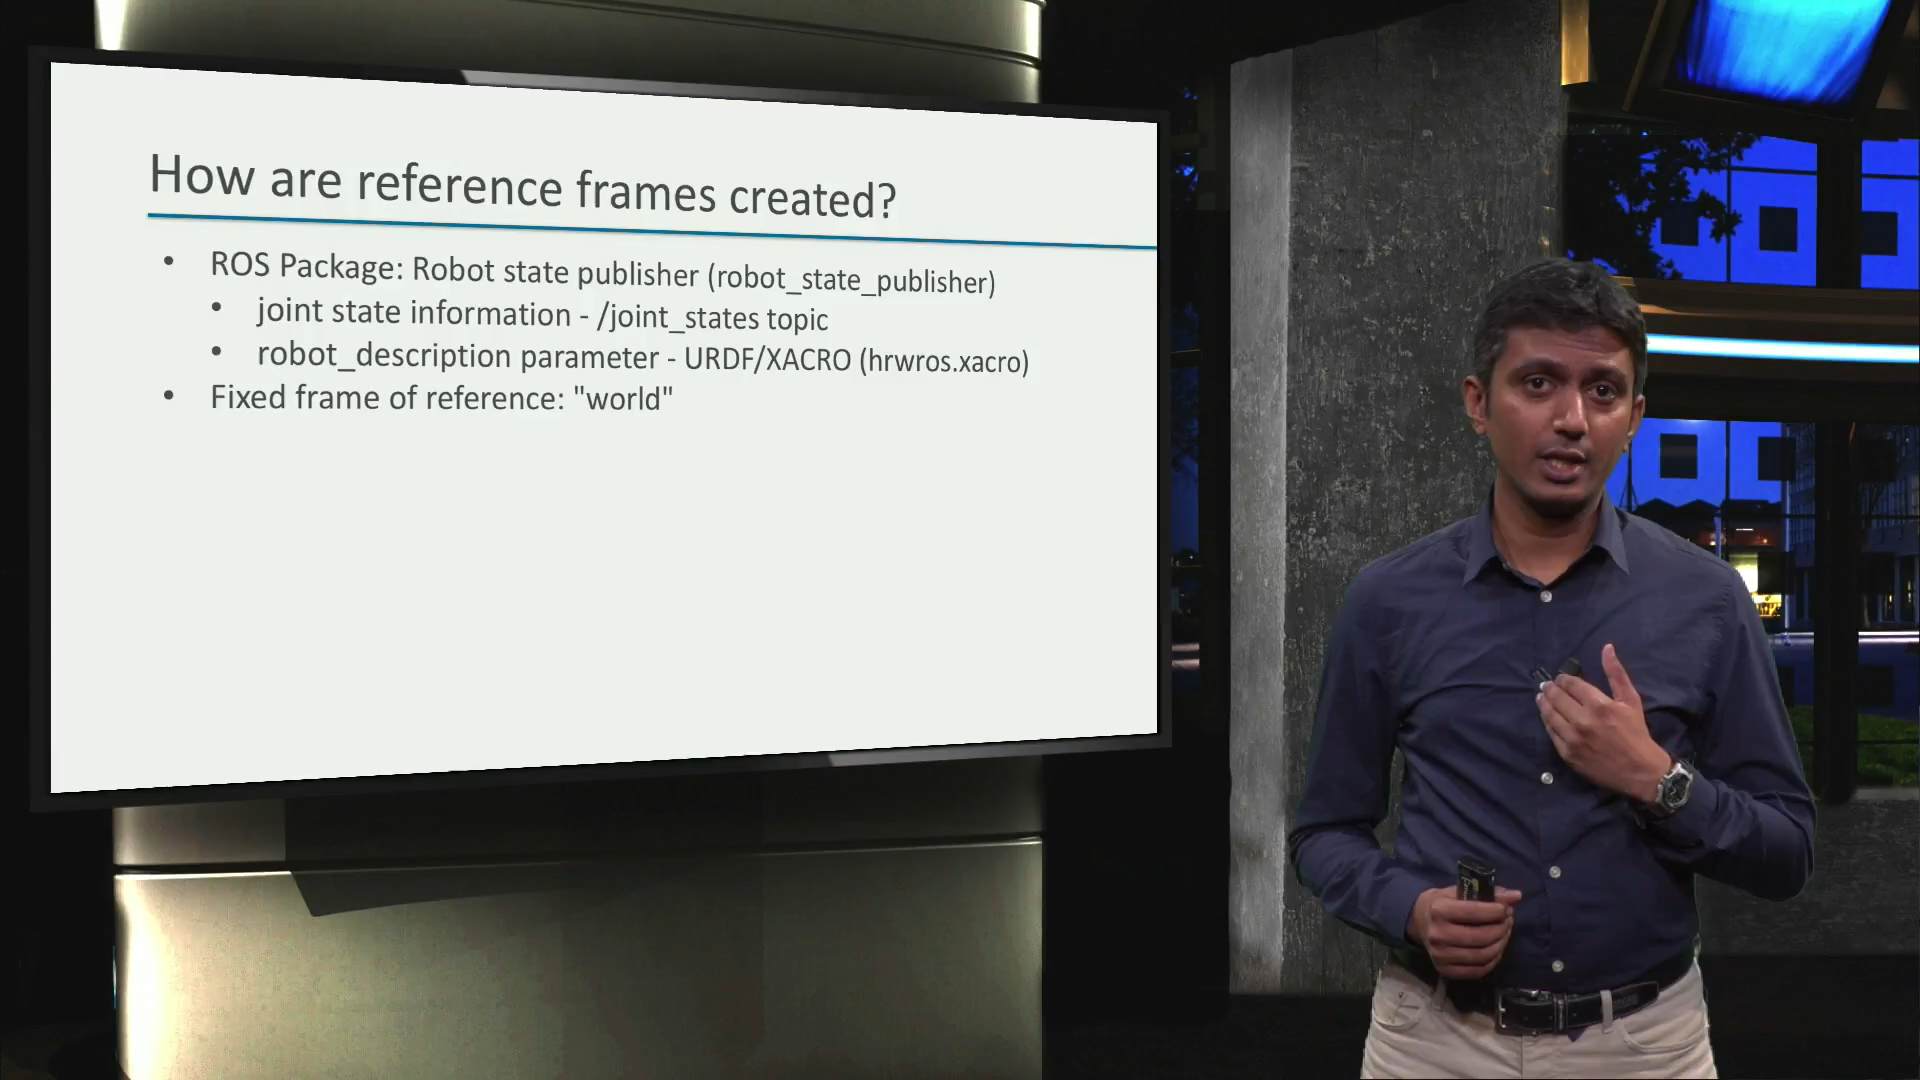 How are reference frames created?
• ROS Package: Robot state publisher (robot_state_publisher)
• joint state information - /joint_states topic
• robot_description parameter - URDF/XACRO (hrwros.xacro)
• Fixed frame of reference: "world"